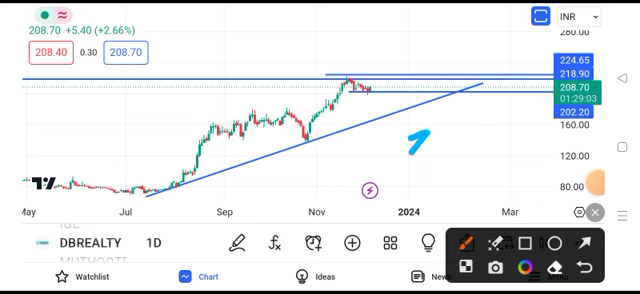 208.70 +5.40 (+2.66%)
INR
208.40 0.30 208.70
280.00
224.65
218.90
208.70
01:29:03
202.20
160.00
120.00
80.00
May Jul Sep Nov 2024 Mar
DBREALTY 1D
Watchlist Chart Ideas News